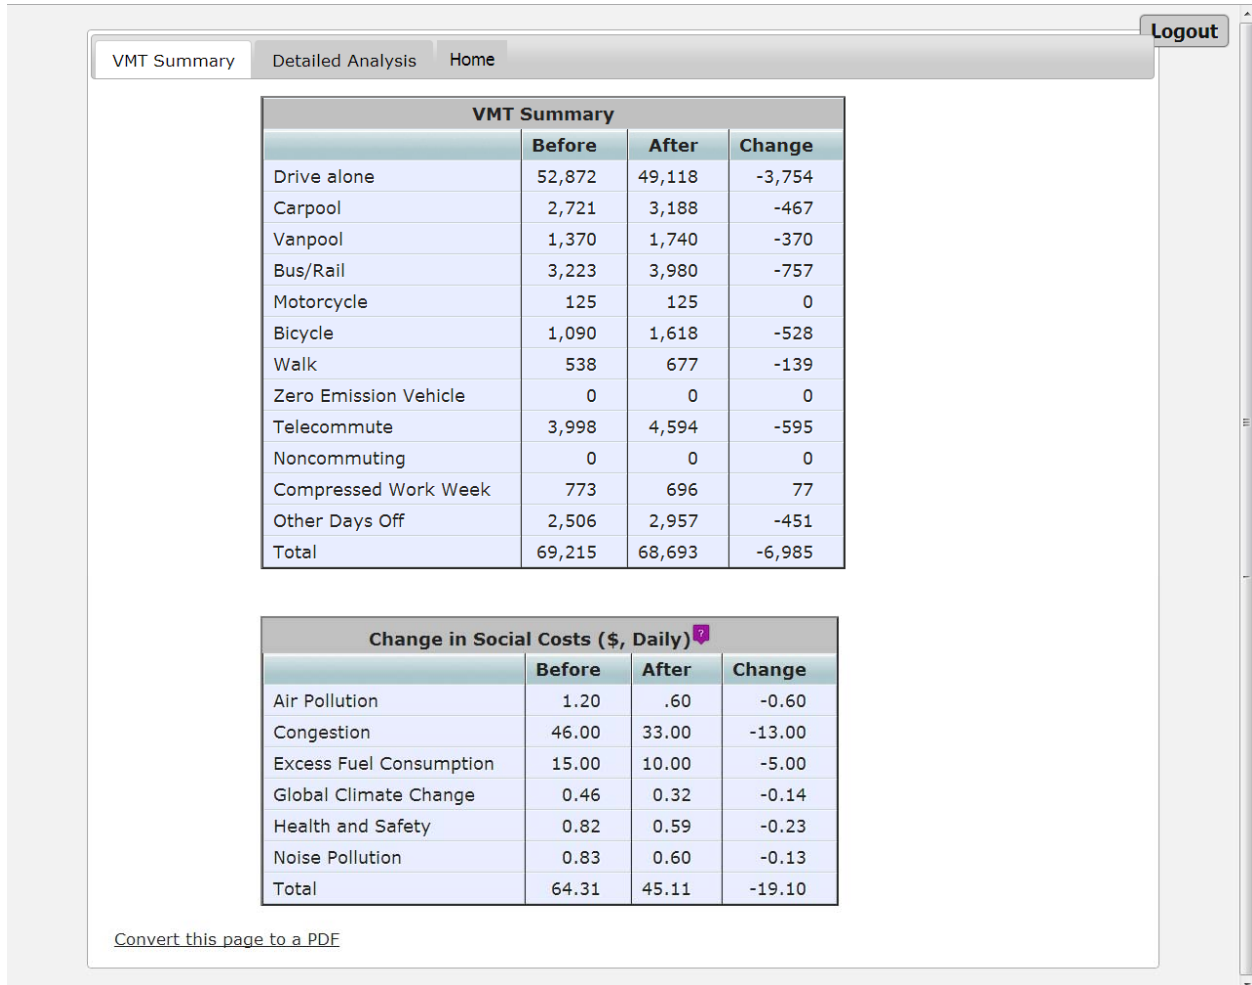 Logout
VMT Summary Detailed Analysis Home
VMT Summary
Before After Change
Drive alone 52,872 49,118 -3,754
Carpool 2,721 3,188 -467
Vanpool 1,370 1,740 -370
Bus/Rail 3,223 3,980 -757
Motorcycle 125 125 0
Bicycle 1,090 1,618 -528
Walk 538 677 -139
Zero Emission Vehicle 0 0 0
Telecommute 3,998 4,594 -595
Noncommuting 0 0 0
Compressed Work Week 773 696 77
Other Days Off 2,506 2,957 -451
Total 69,215 68,693 -6,985
Change in Social Costs ($, Daily) ?
Before After Change
Air Pollution 1.20 .60 -0.60
Congestion 46.00 33.00 -13.00
Excess Fuel Consumption 15.00 10.00 -5.00
Global Climate Change 0.46 0.32 -0.14
Health and Safety 0.82 0.59 -0.23
Noise Pollution 0.83 0.60 -0.13
Total 64.31 45.11 -19.10
Convert this page to a PDF